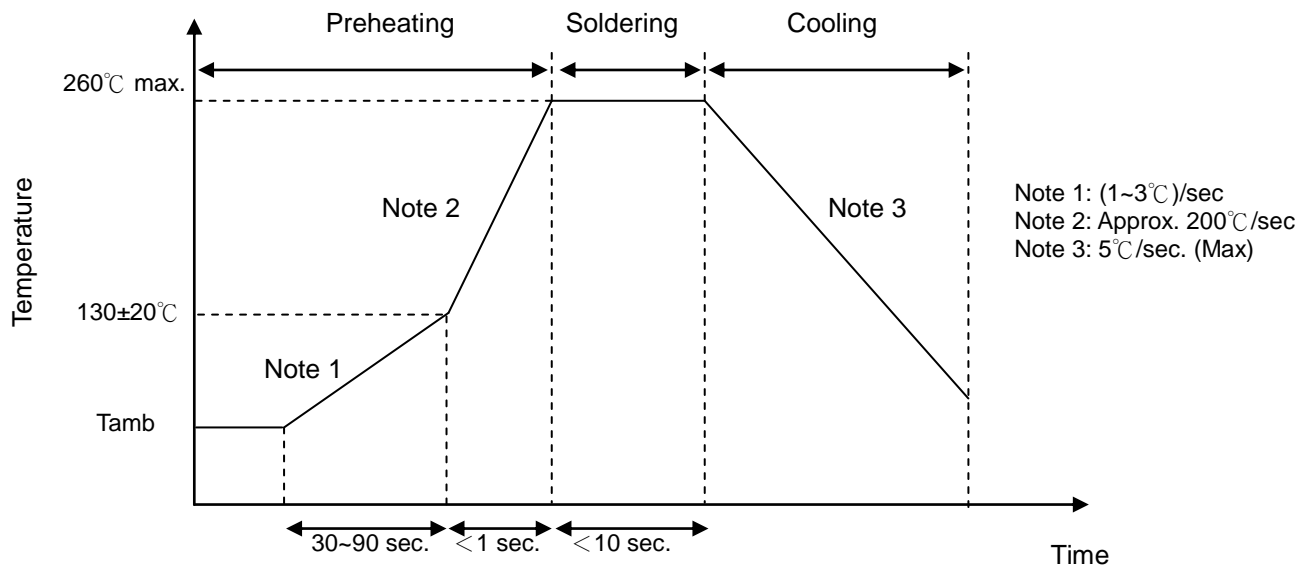 Preheating
Soldering
Cooling
260℃ max.
Temperature
Note 2
Note 3
Note 1: (1~3℃)/sec
Note 2: Approx. 200℃/sec
Note 3: 5℃/sec. (Max)
130±20℃
Note 1
Tamb
30~90 sec.
＜1 sec.
＜10 sec.
Time